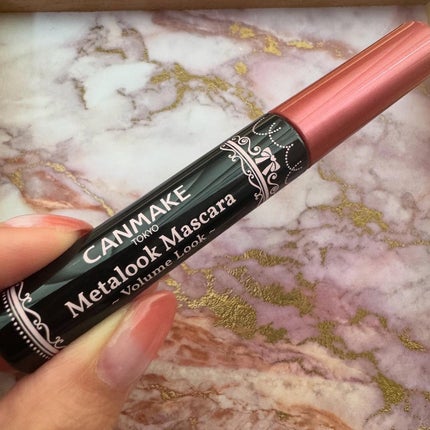 CANMAKE
TOKYO
Metalook Mascara
~ Volume Look ~